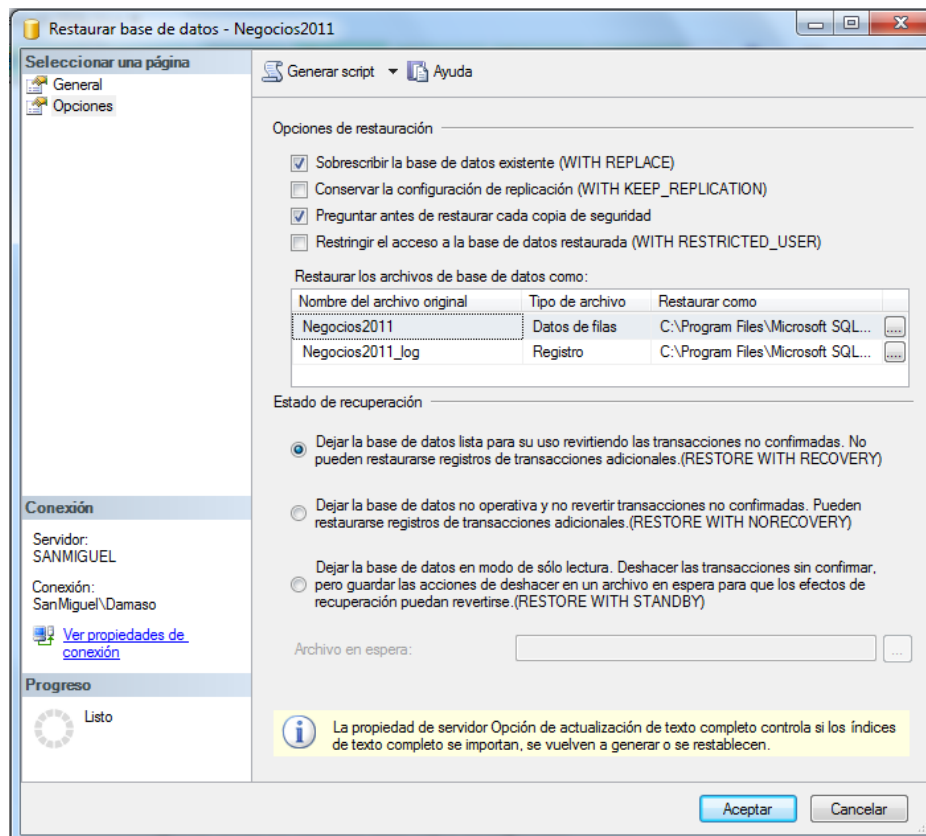 Restaurar base de datos - Negocios2011
Seleccionar una página
General
Opciones
Generar script
Ayuda
Opciones de restauración
Sobrescribir la base de datos existente (WITH REPLACE)
Conservar la configuración de replicación (WITH KEEP_REPLICATION)
Preguntar antes de restaurar cada copia de seguridad
Restringir el acceso a la base de datos restaurada (WITH RESTRICTED_USER)
Restaurar los archivos de base de datos como:
Nombre del archivo original Tipo de archivo Restaurar como
Negocios2011 Datos de filas C:\Program Files\Microsoft SQL... ....
Negocios2011_log Registro C:\Program Files\Microsoft SQL... ....
Estado de recuperación
Dejar la base de datos lista para su uso revirtiendo las transacciones no confirmadas. No
pueden restaurarse registros de transacciones adicionales.(RESTORE WITH RECOVERY)
Dejar la base de datos no operativa y no revertir transacciones no confirmadas. Pueden
restaurarse registros de transacciones adicionales.(RESTORE WITH NORECOVERY)
Dejar la base de datos en modo de sólo lectura. Deshacer las transacciones sin confirmar,
pero guardar las acciones de deshacer en un archivo en espera para que los efectos de
recuperación puedan revertirse.(RESTORE WITH STANDBY)
Archivo en espera: ...
La propiedad de servidor Opción de actualización de texto completo controla si los índices
de texto completo se importan, se vuelven a generar o se restablecen.
Conexión
Servidor:
SANMIGUEL
Conexión:
SanMiguel\Damaso
Ver propiedades de
conexión
Progreso
Listo
Aceptar
Cancelar